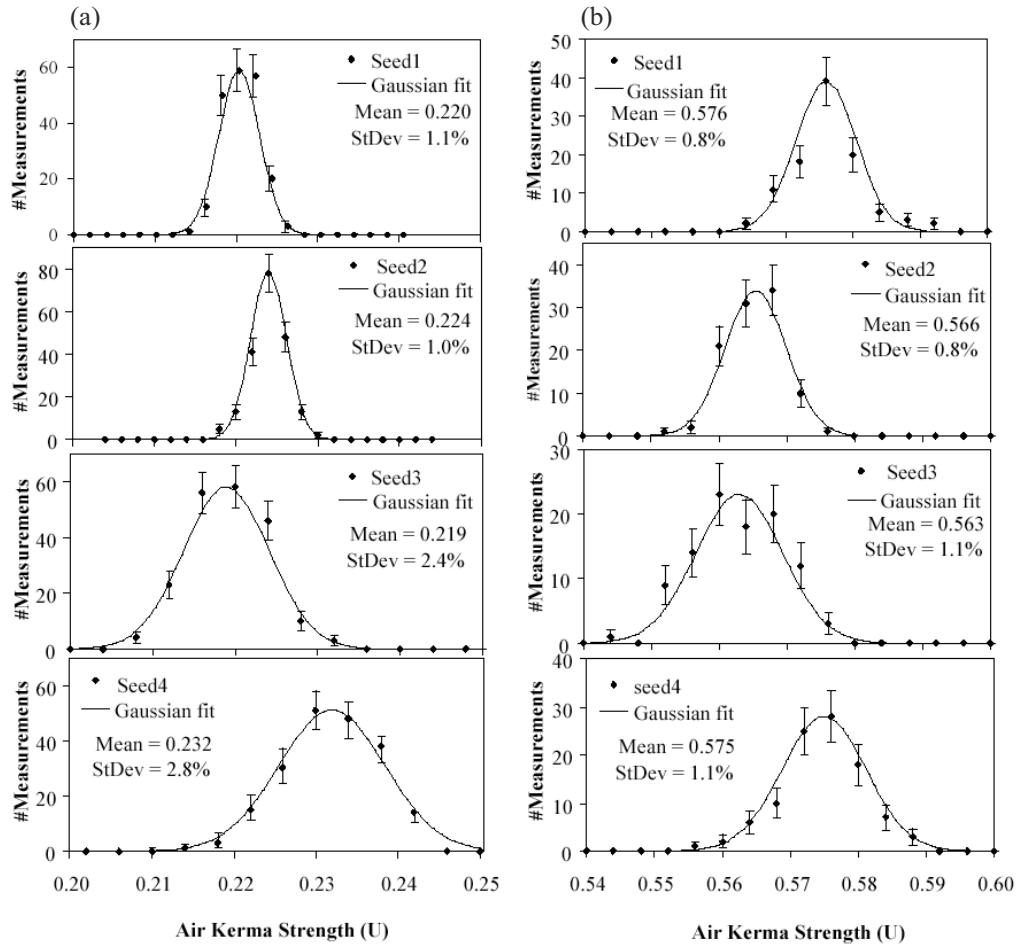 (a)
60
40
20
0
#Measurements
Seed1
Gaussian fit
Mean = 0.220
StDev = 1.1%
80
60
40
20
0
#Measurements
Seed2
Gaussian fit
Mean = 0.224
StDev = 1.0%
60
40
20
0
#Measurements
Seed3
Gaussian fit
Mean = 0.219
StDev = 2.4%
60
40
20
0
#Measurements
Seed4
Gaussian fit
Mean = 0.232
StDev = 2.8%
0.20 0.21 0.22 0.23 0.24 0.25
Air Kerma Strength (U)
(b)
50
40
30
20
10
0
#Measurements
Seed1
Gaussian fit
Mean = 0.576
StDev = 0.8%
40
30
20
10
0
#Measurements
Seed2
Gaussian fit
Mean = 0.566
StDev = 0.8%
30
20
10
0
#Measurements
Seed3
Gaussian fit
Mean = 0.563
StDev = 1.1%
40
30
20
10
0
#Measurements
seed4
Gaussian fit
Mean = 0.575
StDev = 1.1%
0.54 0.55 0.56 0.57 0.58 0.59 0.60
Air Kerma Strength (U)